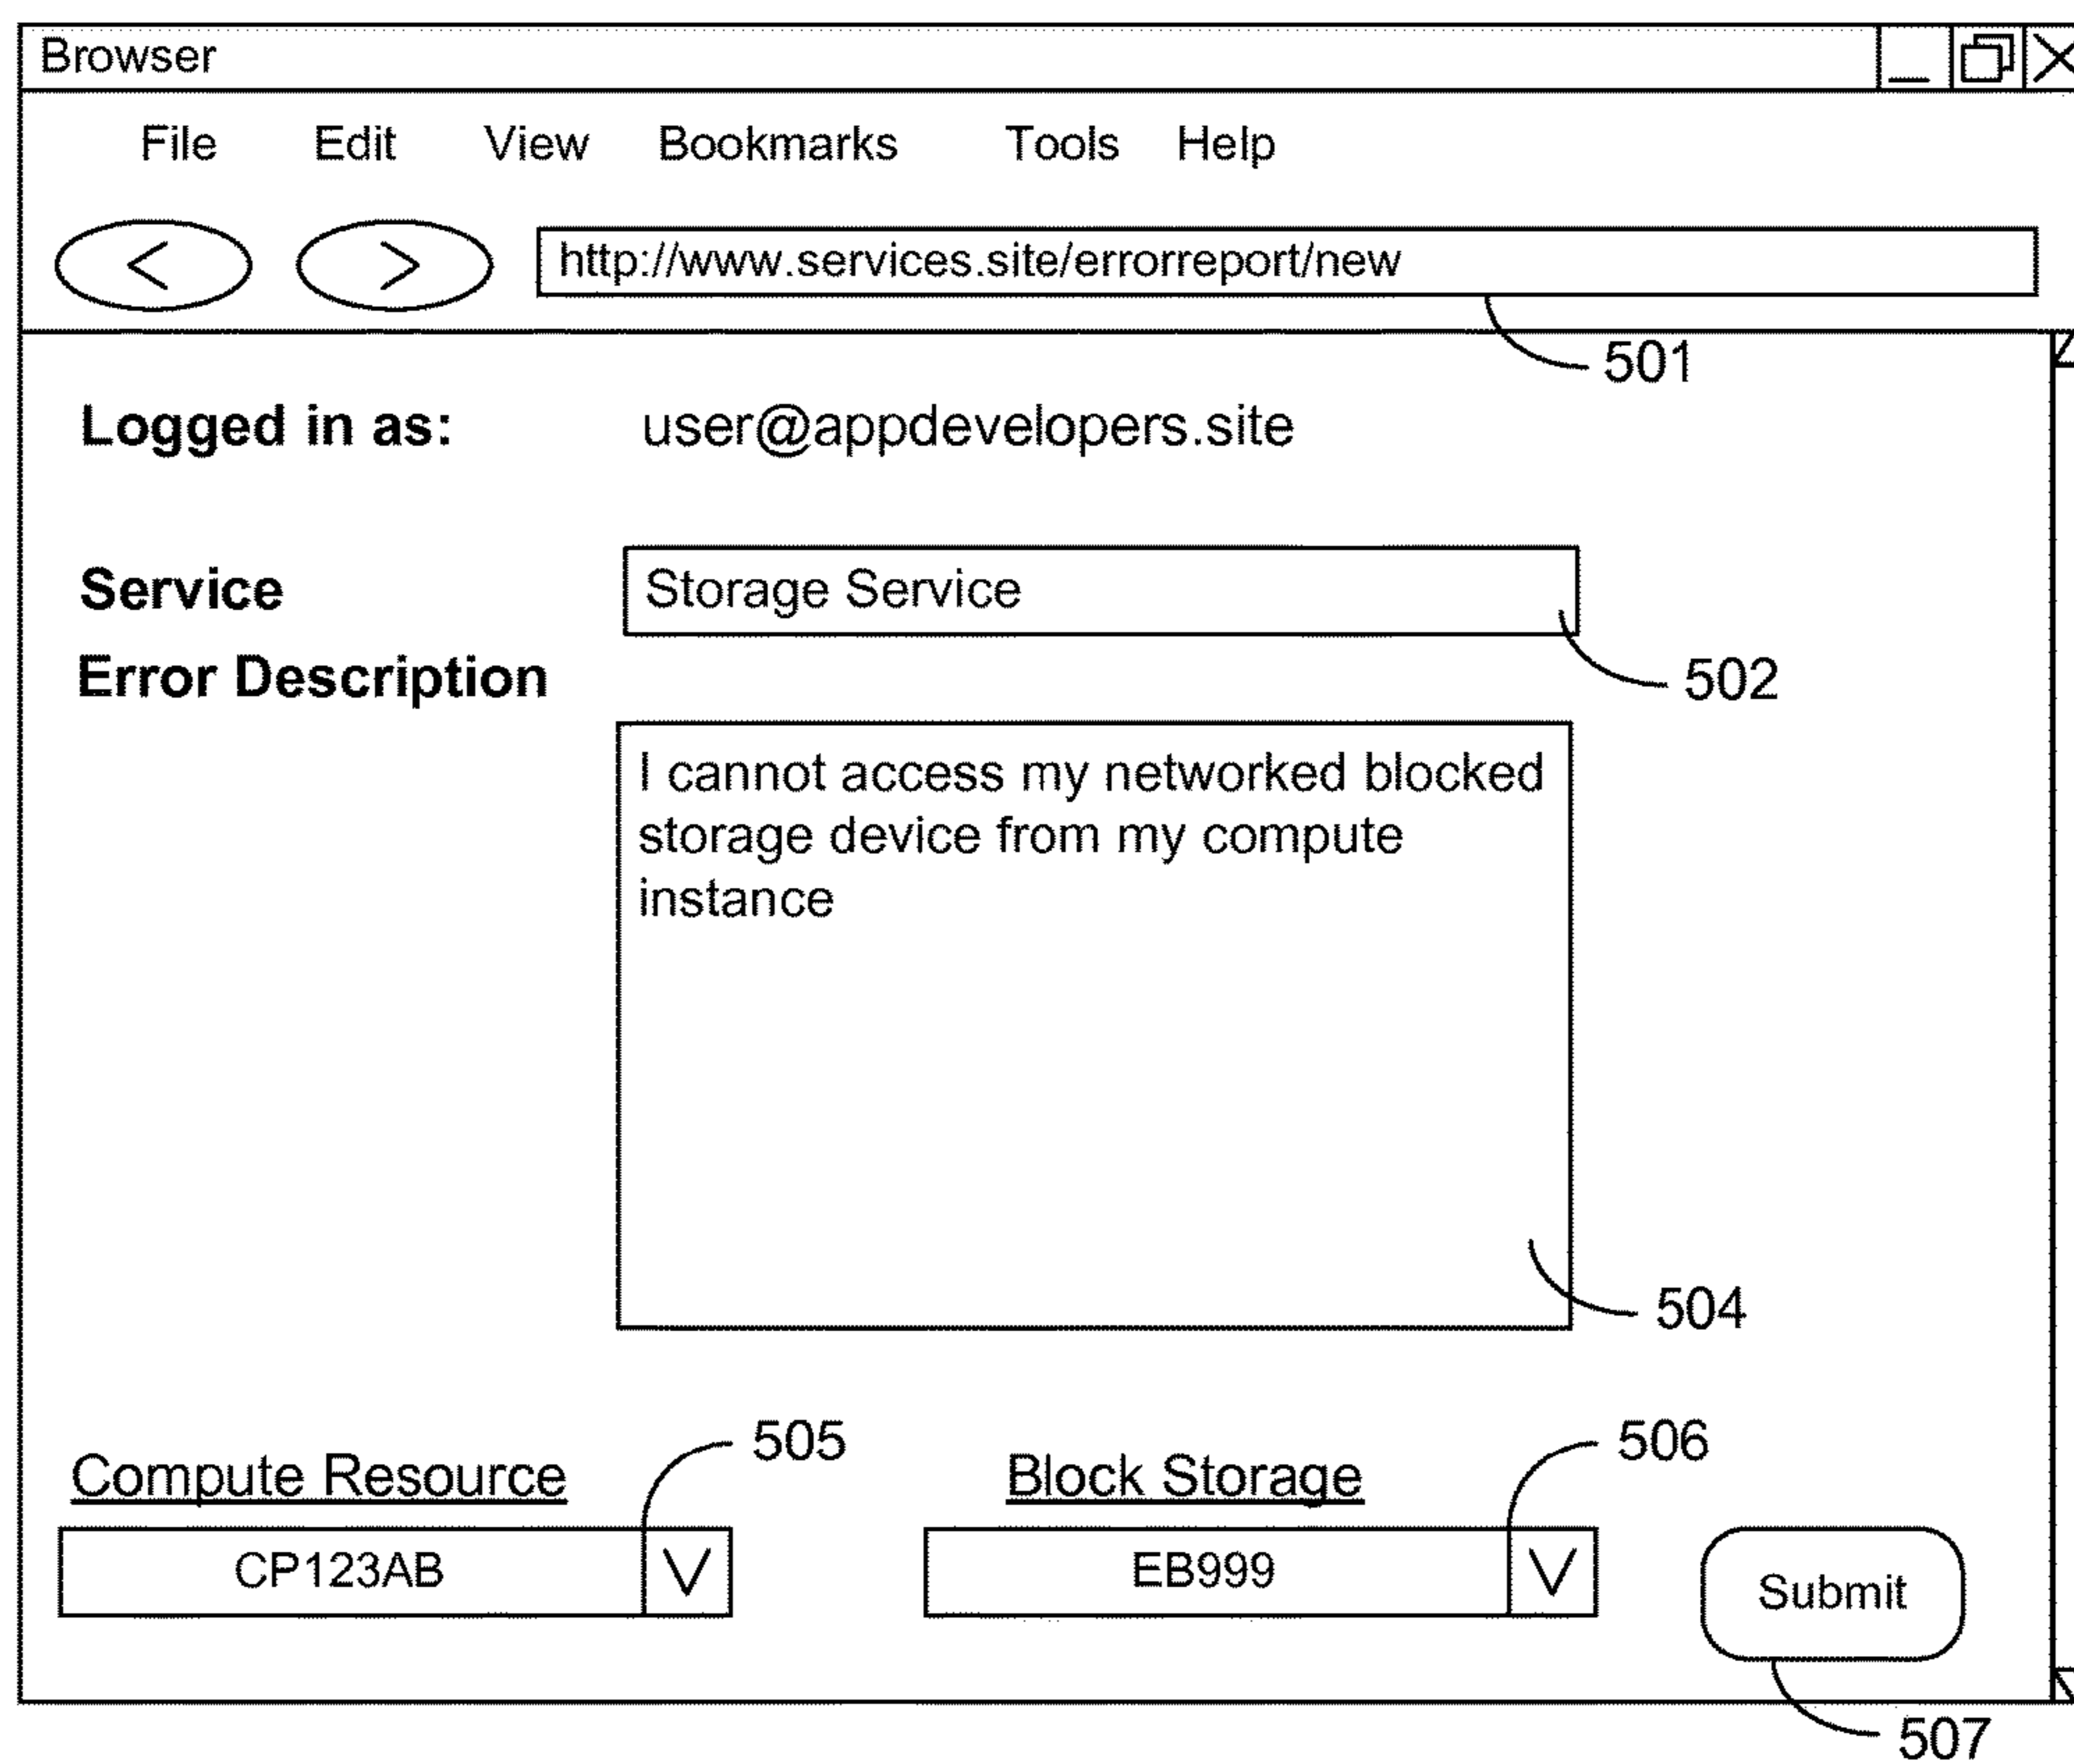 Browser
File Edit View Bookmarks Tools Help
< > http://www.services.site/errorreport/new
501
Logged in as: user@appdevelopers.site
Service Storage Service
502
Error Description
I cannot access my networked blocked
storage device from my compute
instance
504
505 506
Compute Resource Block Storage
CP123AB V EB999 V
Submit
507